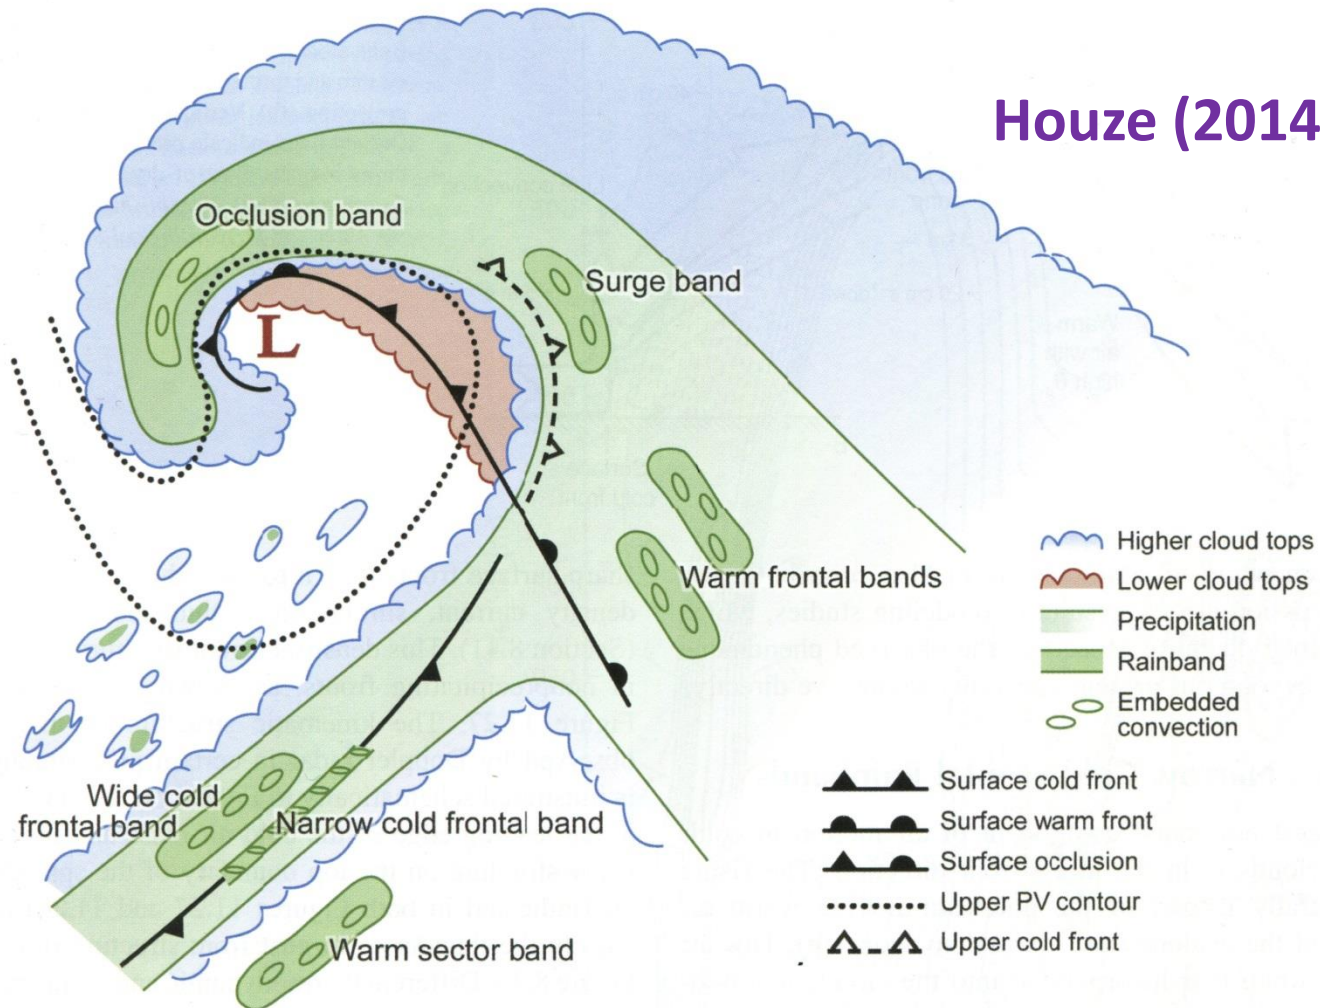 Houze (2014
Occlusion band
Surge band
L
Warm frontal bands
Wide cold
frontal band
Narrow cold frontal band
Warm sector band
Higher cloud tops
Lower cloud tops
Precipitation
Rainband
Embedded
convection
Surface cold front
Surface warm front
Surface occlusion
Upper PV contour
Upper cold front